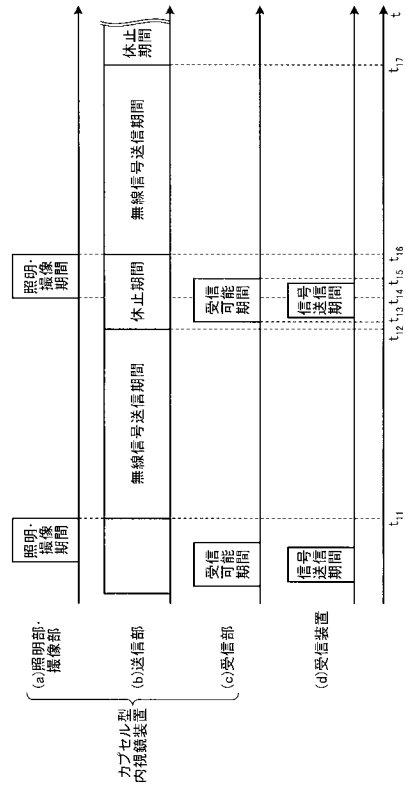 カプセル型
内視鏡装置
(a)照明部・
撮像部
照明・
撮像
期間
照明・
撮像
期間
(b)送信部
無線信号送信期間
休止期間
無線信号送信期間
休止
期間
(c)受信部
受信
可能
期間
受信
可能
期間
(d)受信装置
信号
送信
期間
信号
送信
期間
t11
t12
t13
t14
t15
t16
t17
t